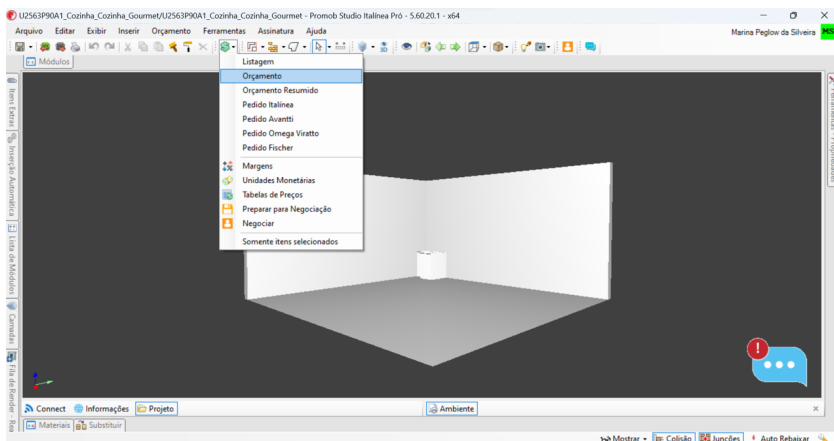 U2563P90A1_Cozinha_Cozinha_Gourmet/U2563P90A1_Cozinha_Cozinha_Gourmet - Promob Studio Italínea Pró - 5.60.20.1 - x64
Arquivo Editar Exibir Inserir Orçamento Ferramentas Assinatura Ajuda
Marina Peglow da Silveira MS
Módulos
Listagem
Orçamento
Orçamento Resumido
Pedido Italínea
Pedido Avantti
Pedido Omega Viratto
Pedido Fischer
Margens
Unidades Monetárias
Tabelas de Preços
Preparar para Negociação
Negociar
Somente itens selecionados
Itens Extras
Inserção Automática
Lista de Módulos
Camadas
Fila de Render
Connect Informações Projeto
Ambiente
Materiais Substituir
Mostrar Colisão Junções Auto Rebaixar